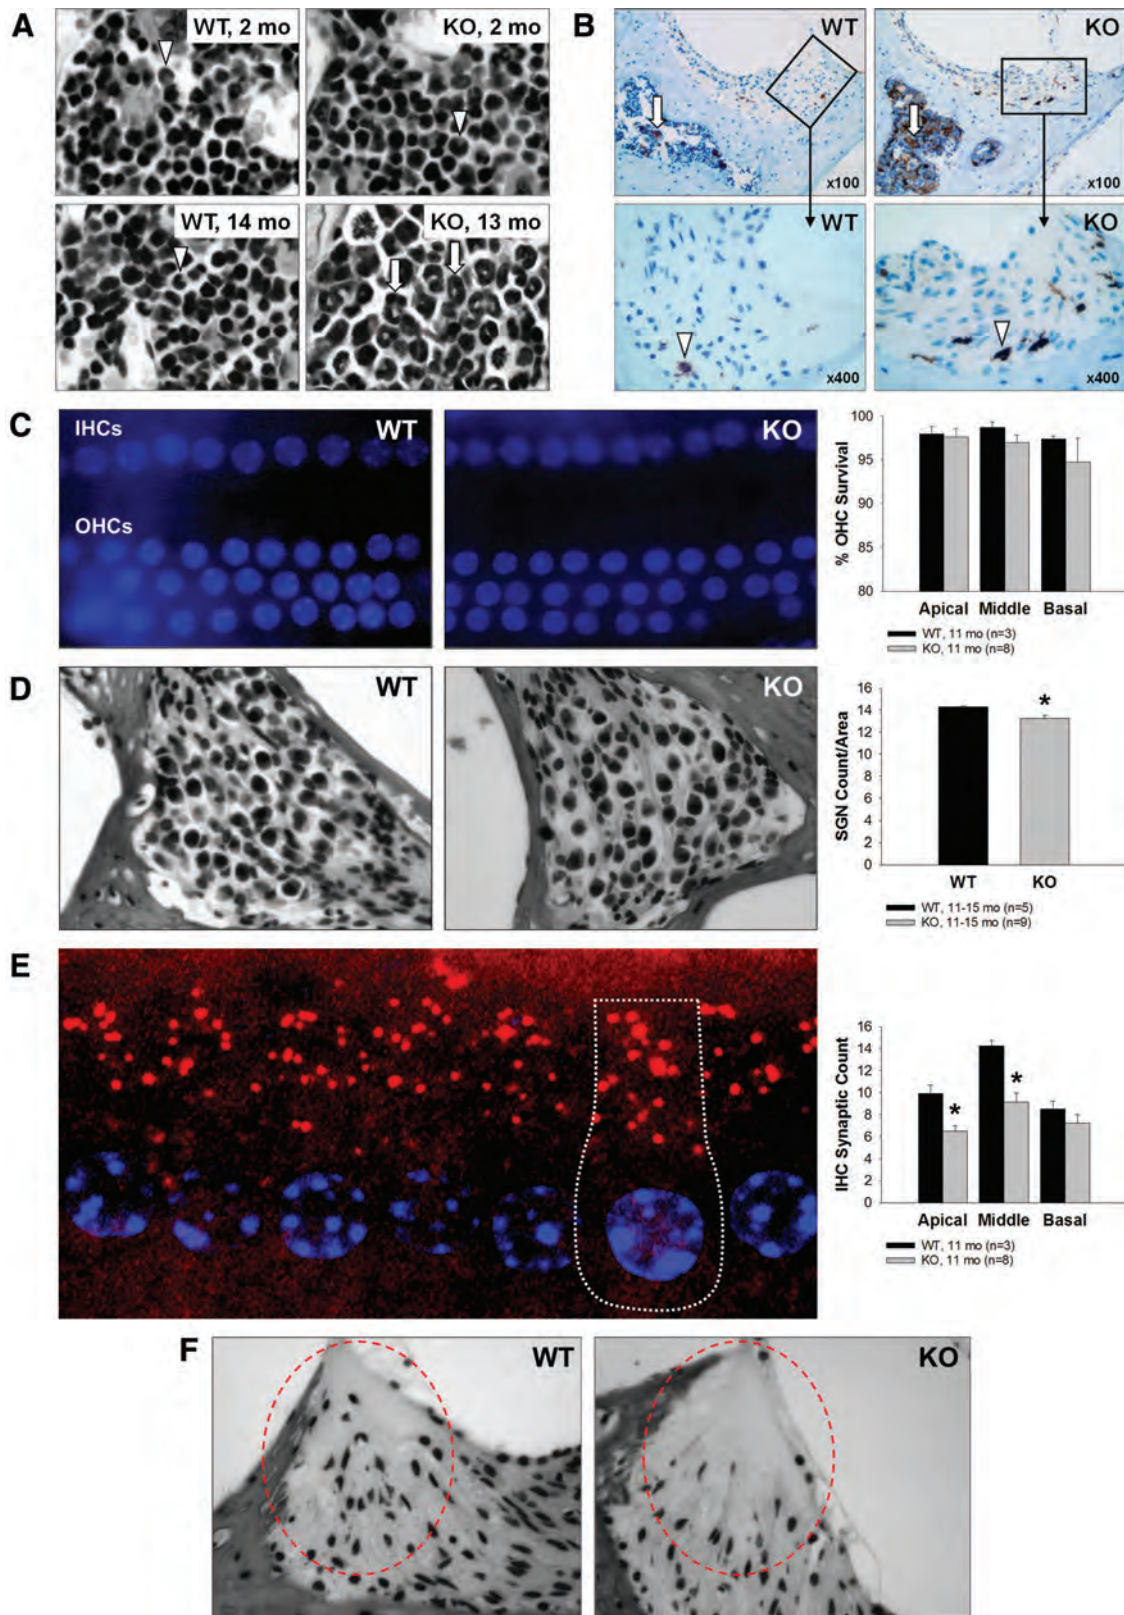 A
WT, 2 mo
KO, 2 mo
WT, 14 mo
KO, 13 mo
B
WT
KO
x100
x100
WT
KO
x400
x400
C
IHCs
OHCs
WT
KO
% OHC Survival
100
95
90
85
80
Apical Middle Basal
WT, 11 mo (n=3)
KO, 11 mo (n=8)
D
WT
KO
SGN Count/Area
16
14
12
10
8
6
4
2
0
*
WT KO
WT, 11-15 mo (n=5)
KO, 11-15 mo (n=9)
E
IHC Synaptic Count
16
14
12
10
8
6
4
2
0
*
*
Apical Middle Basal
WT, 11 mo (n=3)
KO, 11 mo (n=8)
F
WT
KO